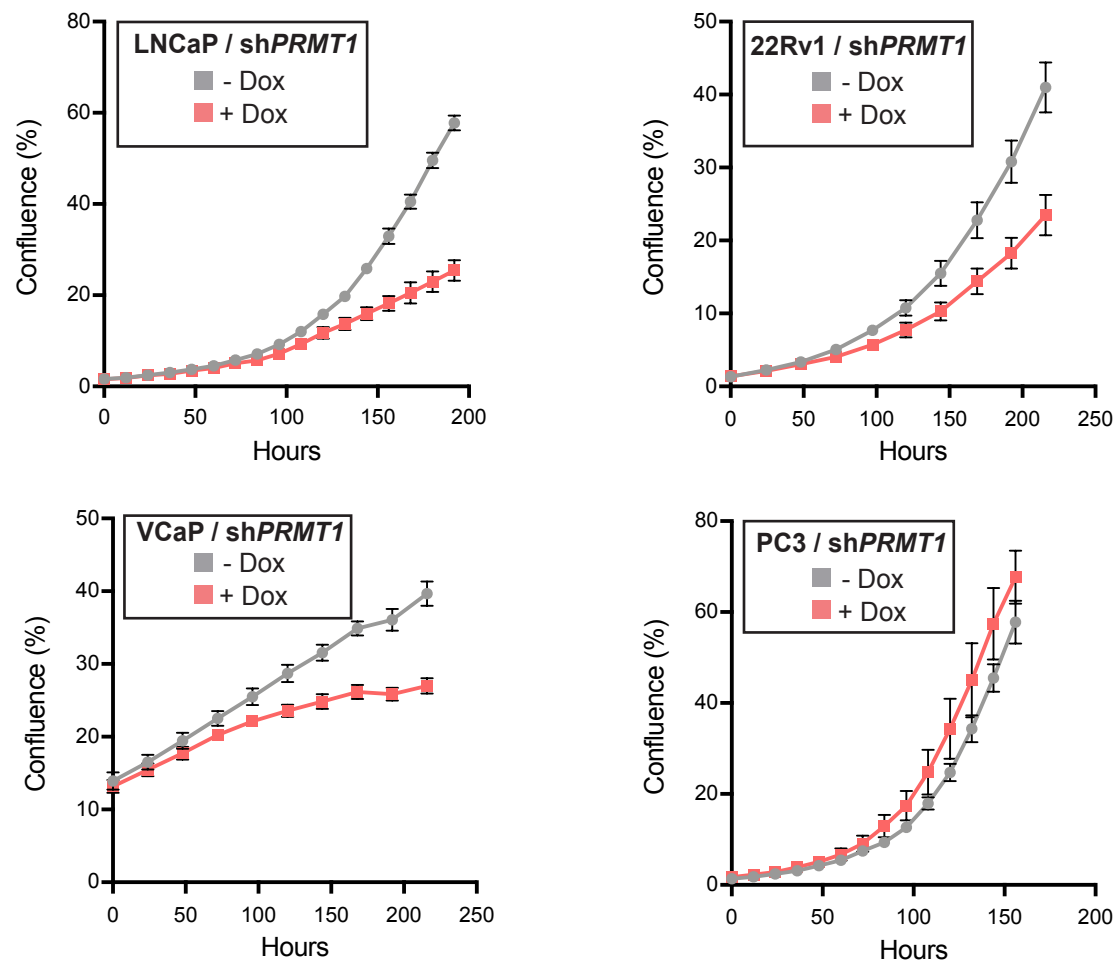 LNCaP / shPRMT1
- Dox
+ Dox
Confluence (%)
80
60
40
20
0
0 50 100 150 200
Hours
22Rv1 / shPRMT1
- Dox
+ Dox
Confluence (%)
50
40
30
20
10
0
0 50 100 150 200 250
Hours
VCaP / shPRMT1
- Dox
+ Dox
Confluence (%)
50
40
30
20
10
0
0 50 100 150 200 250
Hours
PC3 / shPRMT1
- Dox
+ Dox
Confluence (%)
80
60
40
20
0
0 50 100 150 200
Hours